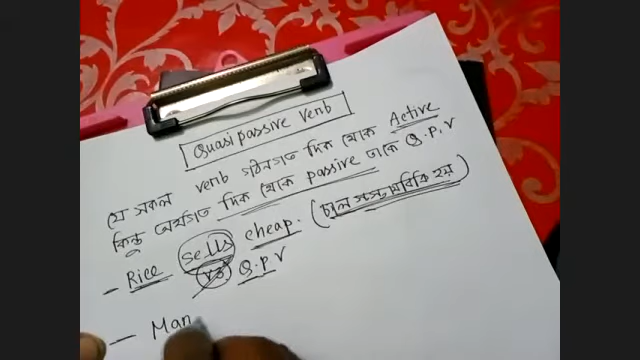 Quasi passive Verb
যে সকল verb গঠনগত দিক থেকে Active
কিন্তু অর্থগত দিক থেকে passive তাকে Q.P.V
– Rice sells cheap. (চাল সস্তায় বিক্রি হয়)
V3 Q.P V
– Man